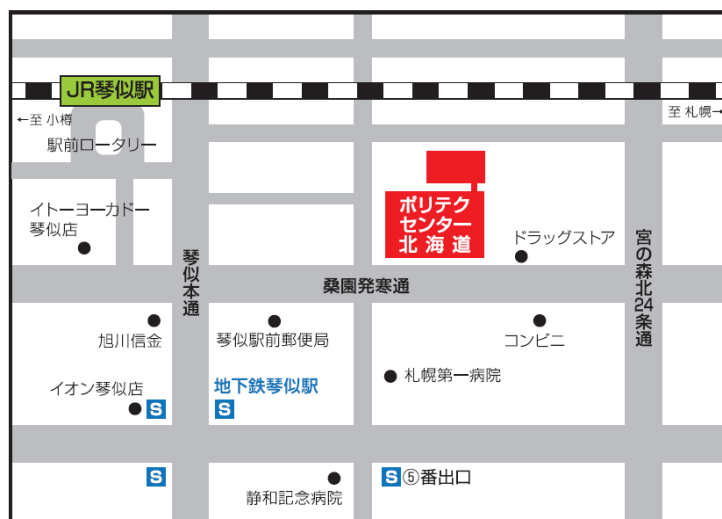 JR琴似駅
←至 小樽
至 札幌→
駅前ロータリー
イトーヨーカドー
琴似店
ポリテク
センター
北海道
ドラッグストア
琴似本通
桑園発寒通
宮の森北24条通
旭川信金
琴似駅前郵便局
コンビニ
イオン琴似店
S
地下鉄琴似駅
S
札幌第一病院
S
静和記念病院
S ⑤番出口